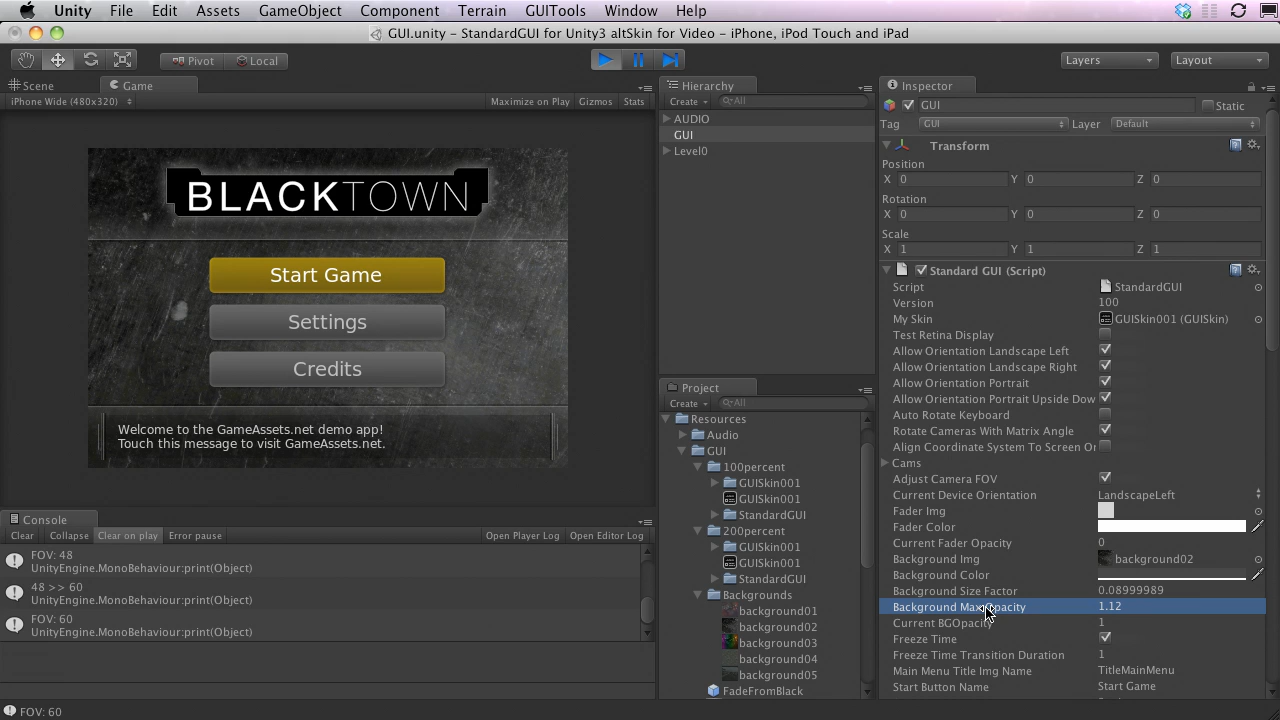 Unity File Edit Assets GameObject Component Terrain GUITools Window Help
GUI.unity – StandardGUI for Unity3 altSkin for Video – iPhone, iPod Touch and iPad
Pivot Local Layers Layout
Scene Game
iPhone Wide (480x320) Maximize on Play Gizmos Stats
BLACKTOWN
Start Game
Settings
Credits
Welcome to the GameAssets.net demo app!
Touch this message to visit GameAssets.net.
Console
Clear Collapse Clear on play Error pause Open Player Log Open Editor Log
FOV: 48
UnityEngine.MonoBehaviour:print(Object)
48 >> 60
UnityEngine.MonoBehaviour:print(Object)
FOV: 60
UnityEngine.MonoBehaviour:print(Object)
FOV: 60
Hierarchy
Create All
AUDIO
GUI
Level0
Project
Create All
Resources
Audio
GUI
100percent
GUISkin001
GUISkin001
StandardGUI
200percent
GUISkin001
GUISkin001
StandardGUI
Backgrounds
background01
background02
background03
background04
background05
FadeFromBlack
Inspector
GUI Static
Tag GUI Layer Default
Transform
Position
X 0 Y 0 Z 0
Rotation
X 0 Y 0 Z 0
Scale
X 1 Y 1 Z 1
Standard GUI (Script)
Script StandardGUI
Version 100
My Skin GUISkin001 (GUISkin)
Test Retina Display
Allow Orientation Landscape Left
Allow Orientation Landscape Right
Allow Orientation Portrait
Allow Orientation Portrait Upside Dow
Auto Rotate Keyboard
Rotate Cameras With Matrix Angle
Align Coordinate System To Screen Or
Cams
Adjust Camera FOV
Current Device Orientation LandscapeLeft
Fader Img
Fader Color
Current Fader Opacity 0
Background Img background02
Background Color
Background Size Factor 0.08999989
Background Max Opacity 1.12
Current BGOpacity 1
Freeze Time
Freeze Time Transition Duration 1
Main Menu Title Img Name TitleMainMenu
Start Button Name Start Game